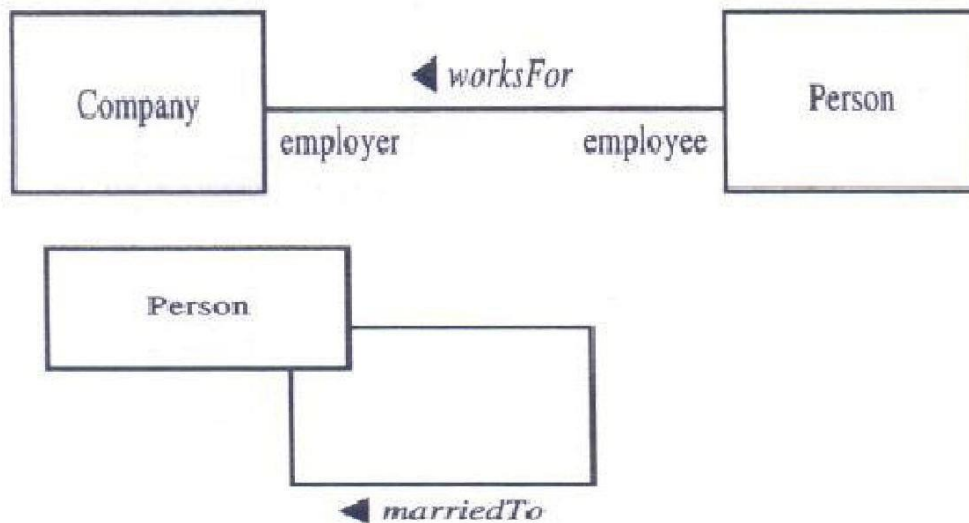 ◀ worksFor
Company
Person
employer
employee
Person
◀ marriedTo